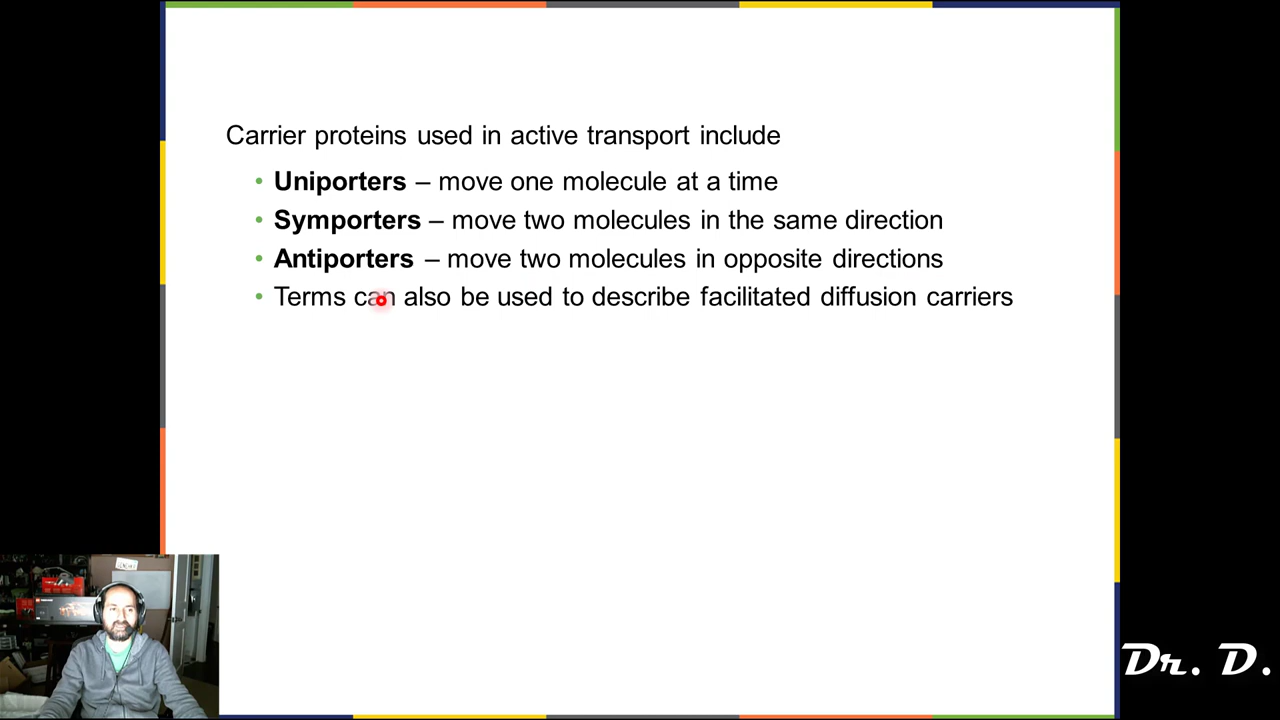 Carrier proteins used in active transport include
• Uniporters – move one molecule at a time
• Symporters – move two molecules in the same direction
• Antiporters – move two molecules in opposite directions
• Terms can also be used to describe facilitated diffusion carriers
Dr. D.